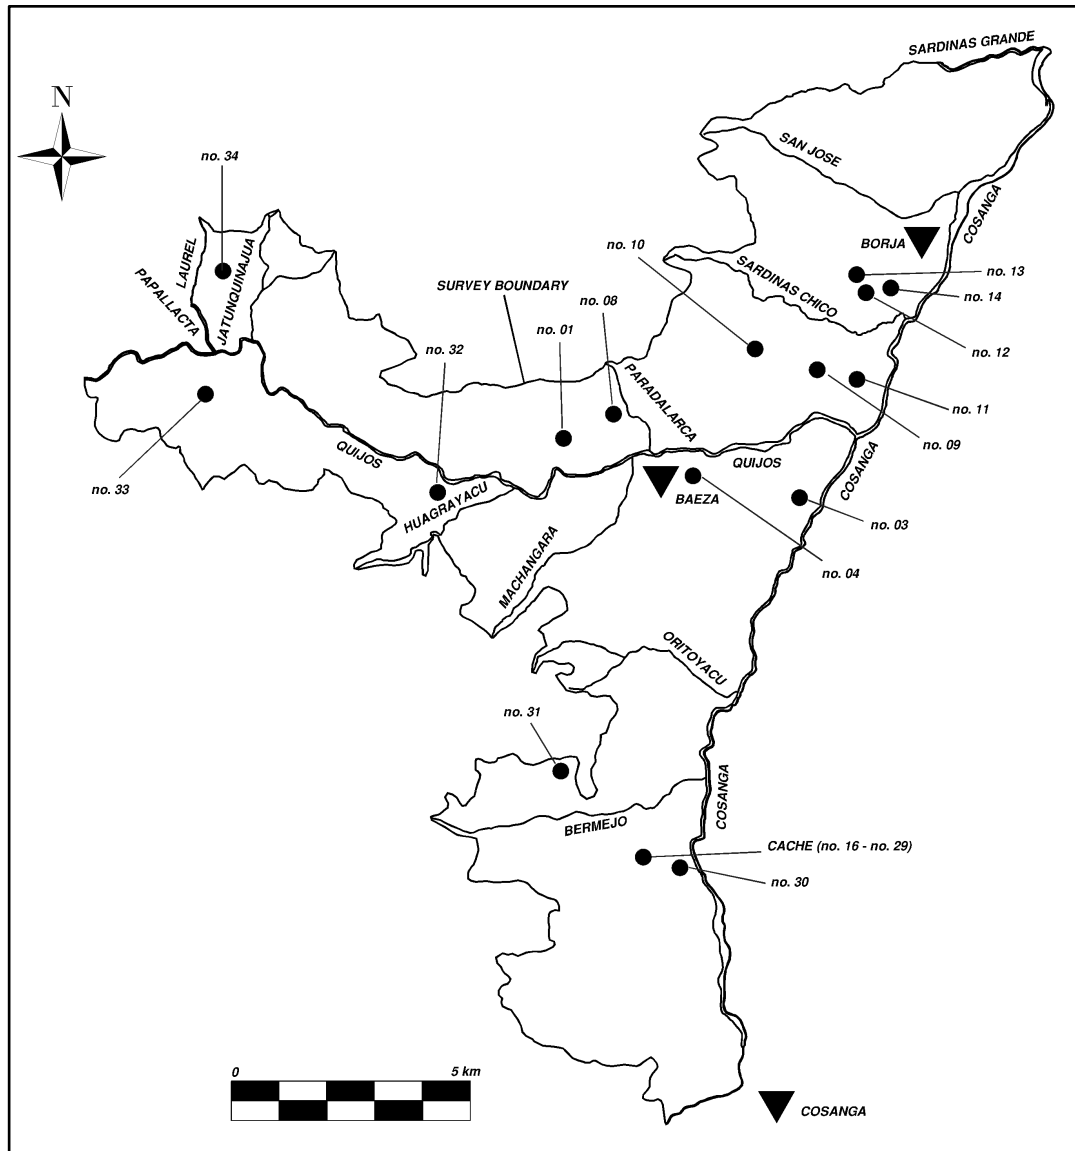 SARDINAS GRANDE
N
SAN JOSE
no. 34
COSANGA
LAUREL
JATUNQUINAJUA
PAPALLACTA
BORJA
no. 10
SARDINAS CHICO
no. 13
SURVEY BOUNDARY
no. 08
no. 14
no. 01
no. 32
no. 12
PARADALARCA
no. 11
QUIJOS
no. 09
QUIJOS
COSANGA
no. 33
HUAGRAYACU
BAEZA
no. 03
MACHANGARA
no. 04
ORITOYACU
no. 31
COSANGA
BERMEJO
CACHE (no. 16 - no. 29)
no. 30
0
5 km
COSANGA